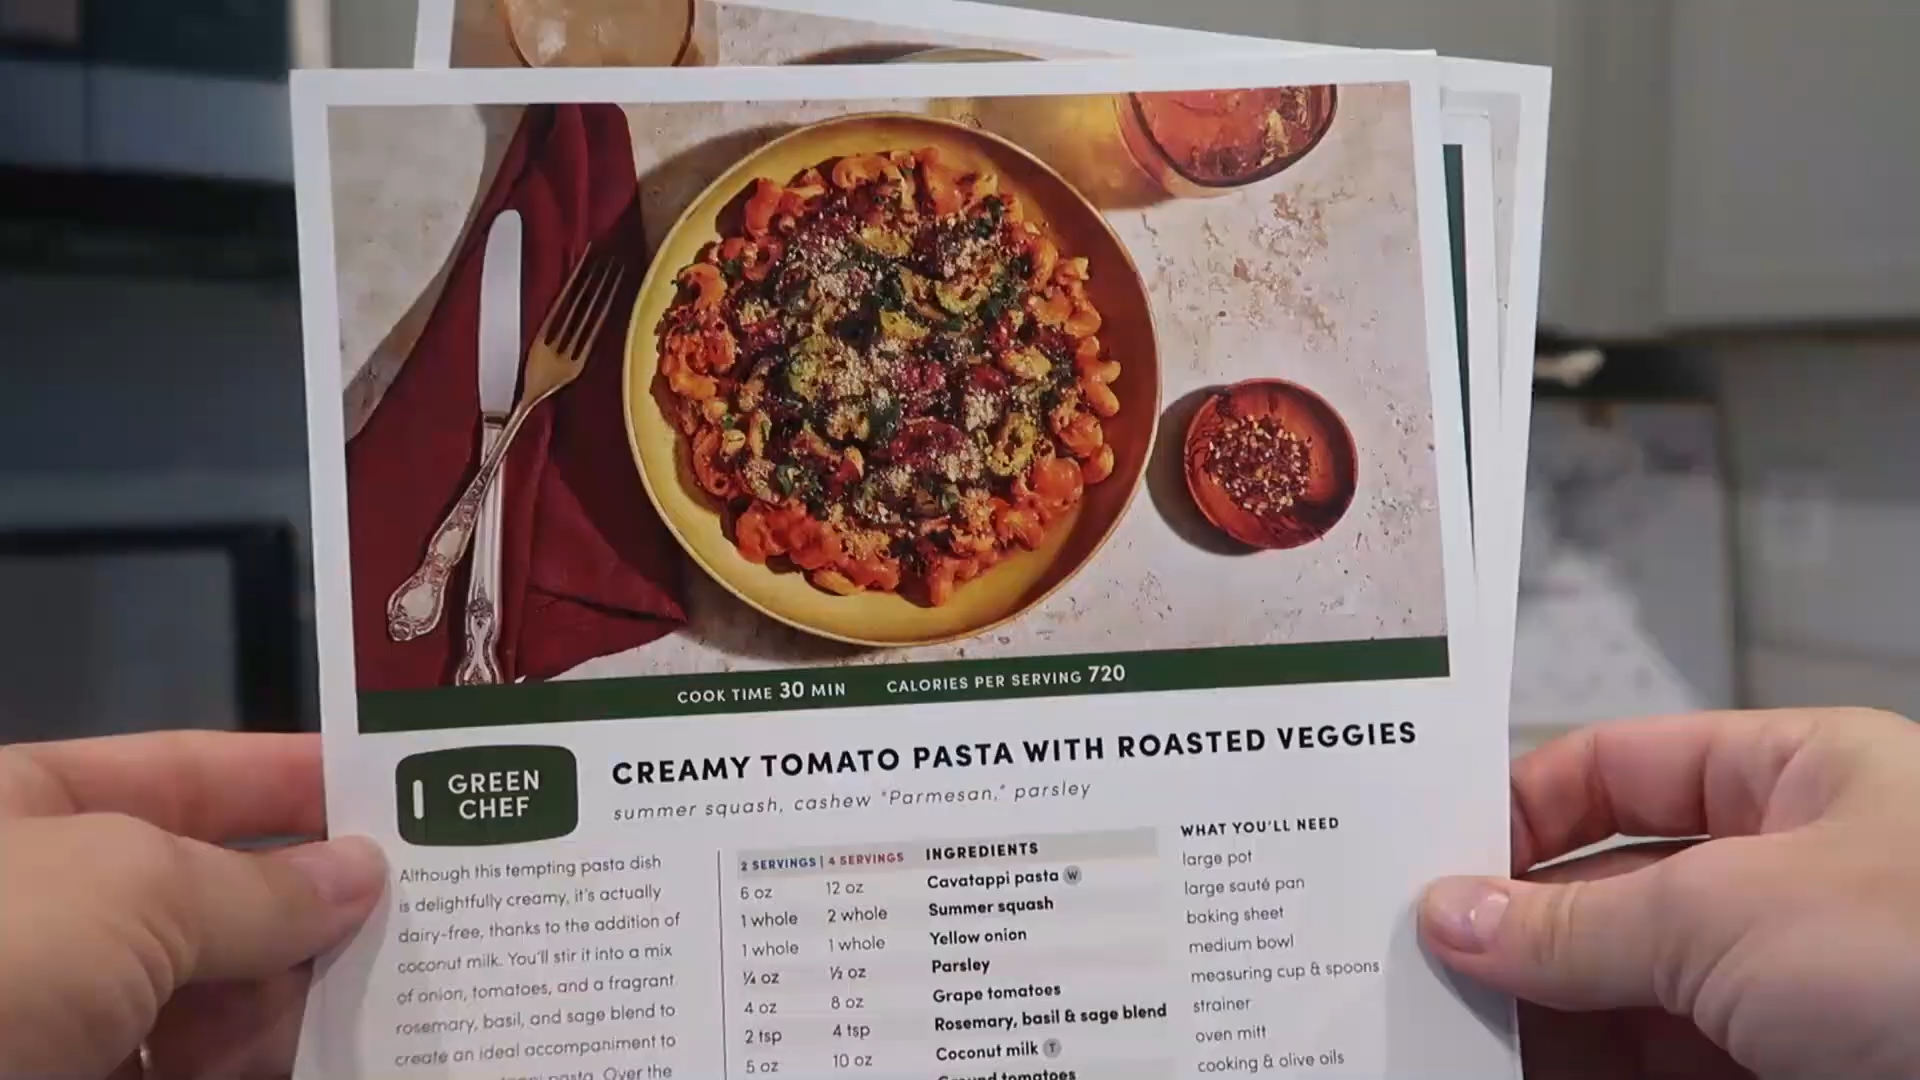 COOK TIME 30 MIN CALORIES PER SERVING 720
GREEN
CHEF
CREAMY TOMATO PASTA WITH ROASTED VEGGIES
summer squash, cashew "Parmesan," parsley
Although this tempting pasta dish
is delightfully creamy, it's actually
dairy-free, thanks to the addition of
coconut milk. You'll stir it into a mix
of onion, tomatoes, and a fragrant
rosemary, basil, and sage blend to
create an ideal accompaniment to
pasta. Over the
2 SERVINGS | 4 SERVINGS INGREDIENTS
6 oz 12 oz Cavatappi pasta W
1 whole 2 whole Summer squash
1 whole 1 whole Yellow onion
¼ oz ½ oz Parsley
4 oz 8 oz Grape tomatoes
2 tsp 4 tsp Rosemary, basil & sage blend
5 oz 10 oz Coconut milk T
Ground tomatoes
WHAT YOU'LL NEED
large pot
large sauté pan
baking sheet
medium bowl
measuring cup & spoons
strainer
oven mitt
cooking & olive oils